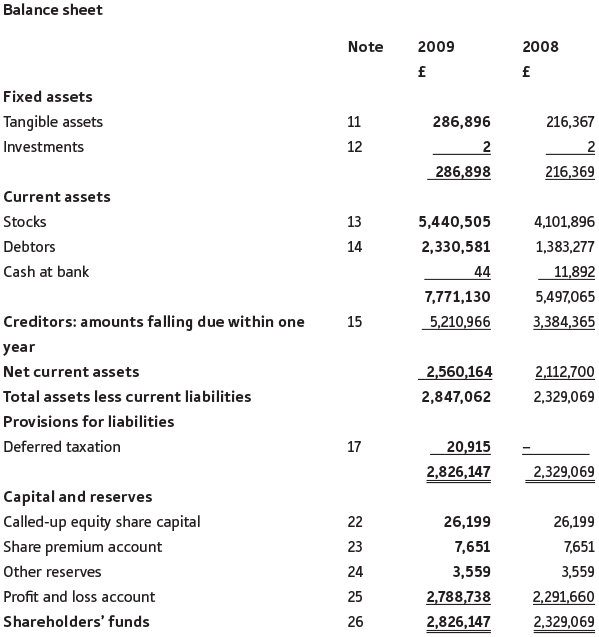 Balance sheet
Note 2009 2008
£ £
Fixed assets
Tangible assets 11 286,896 216,367
Investments 12 2 2
286,898 216,369
Current assets
Stocks 13 5,440,505 4,101,896
Debtors 14 2,330,581 1,383,277
Cash at bank 44 11,892
7,771,130 5,497,065
Creditors: amounts falling due within one 15 5,210,966 3,384,365
year
Net current assets 2,560,164 2,112,700
Total assets less current liabilities 2,847,062 2,329,069
Provisions for liabilities
Deferred taxation 17 20,915 –
2,826,147 2,329,069
Capital and reserves
Called-up equity share capital 22 26,199 26,199
Share premium account 23 7,651 7,651
Other reserves 24 3,559 3,559
Profit and loss account 25 2,788,738 2,291,660
Shareholders’ funds 26 2,826,147 2,329,069